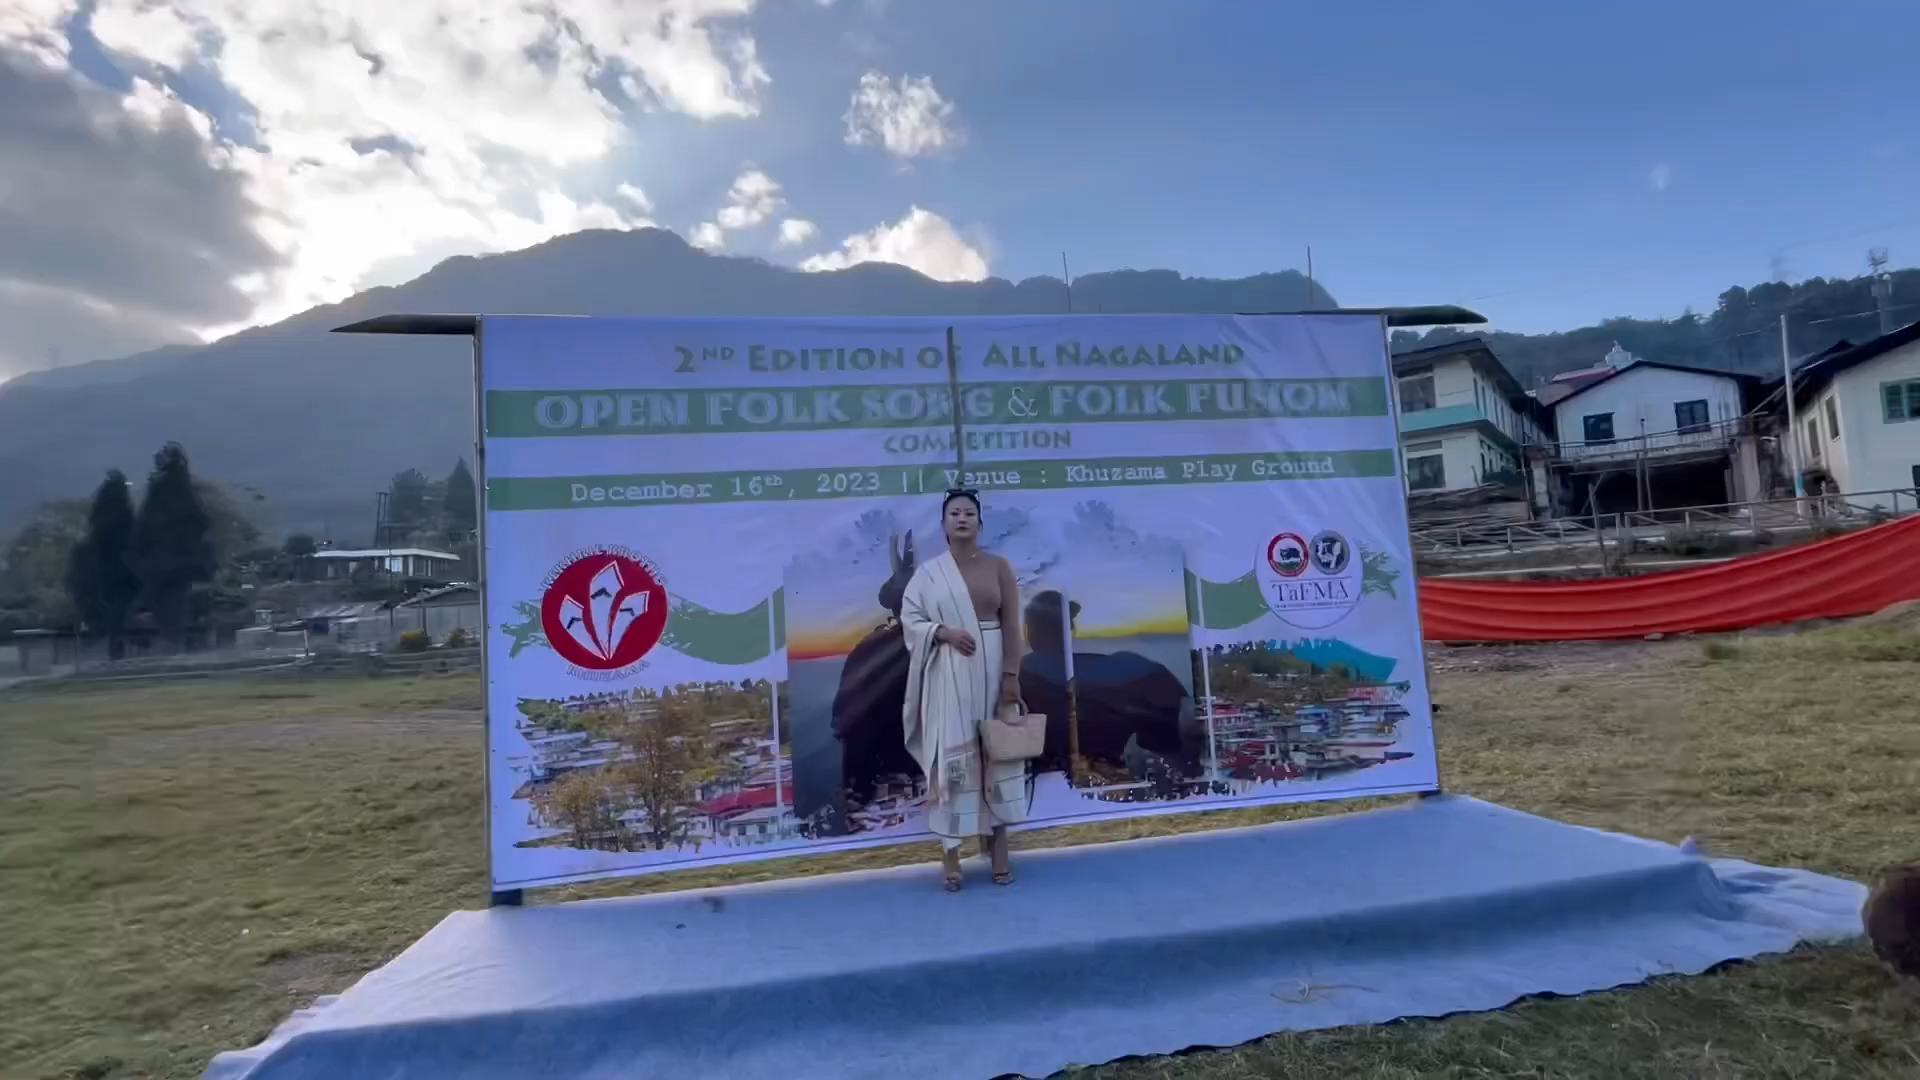 2ND EDITION OF ALL NAGALAND
OPEN FOLK SONG & FOLK FUSION
COMPETITION
December 16th, 2023 || Venue : Khuzama Play Ground
KHUZAMA
TaFMA